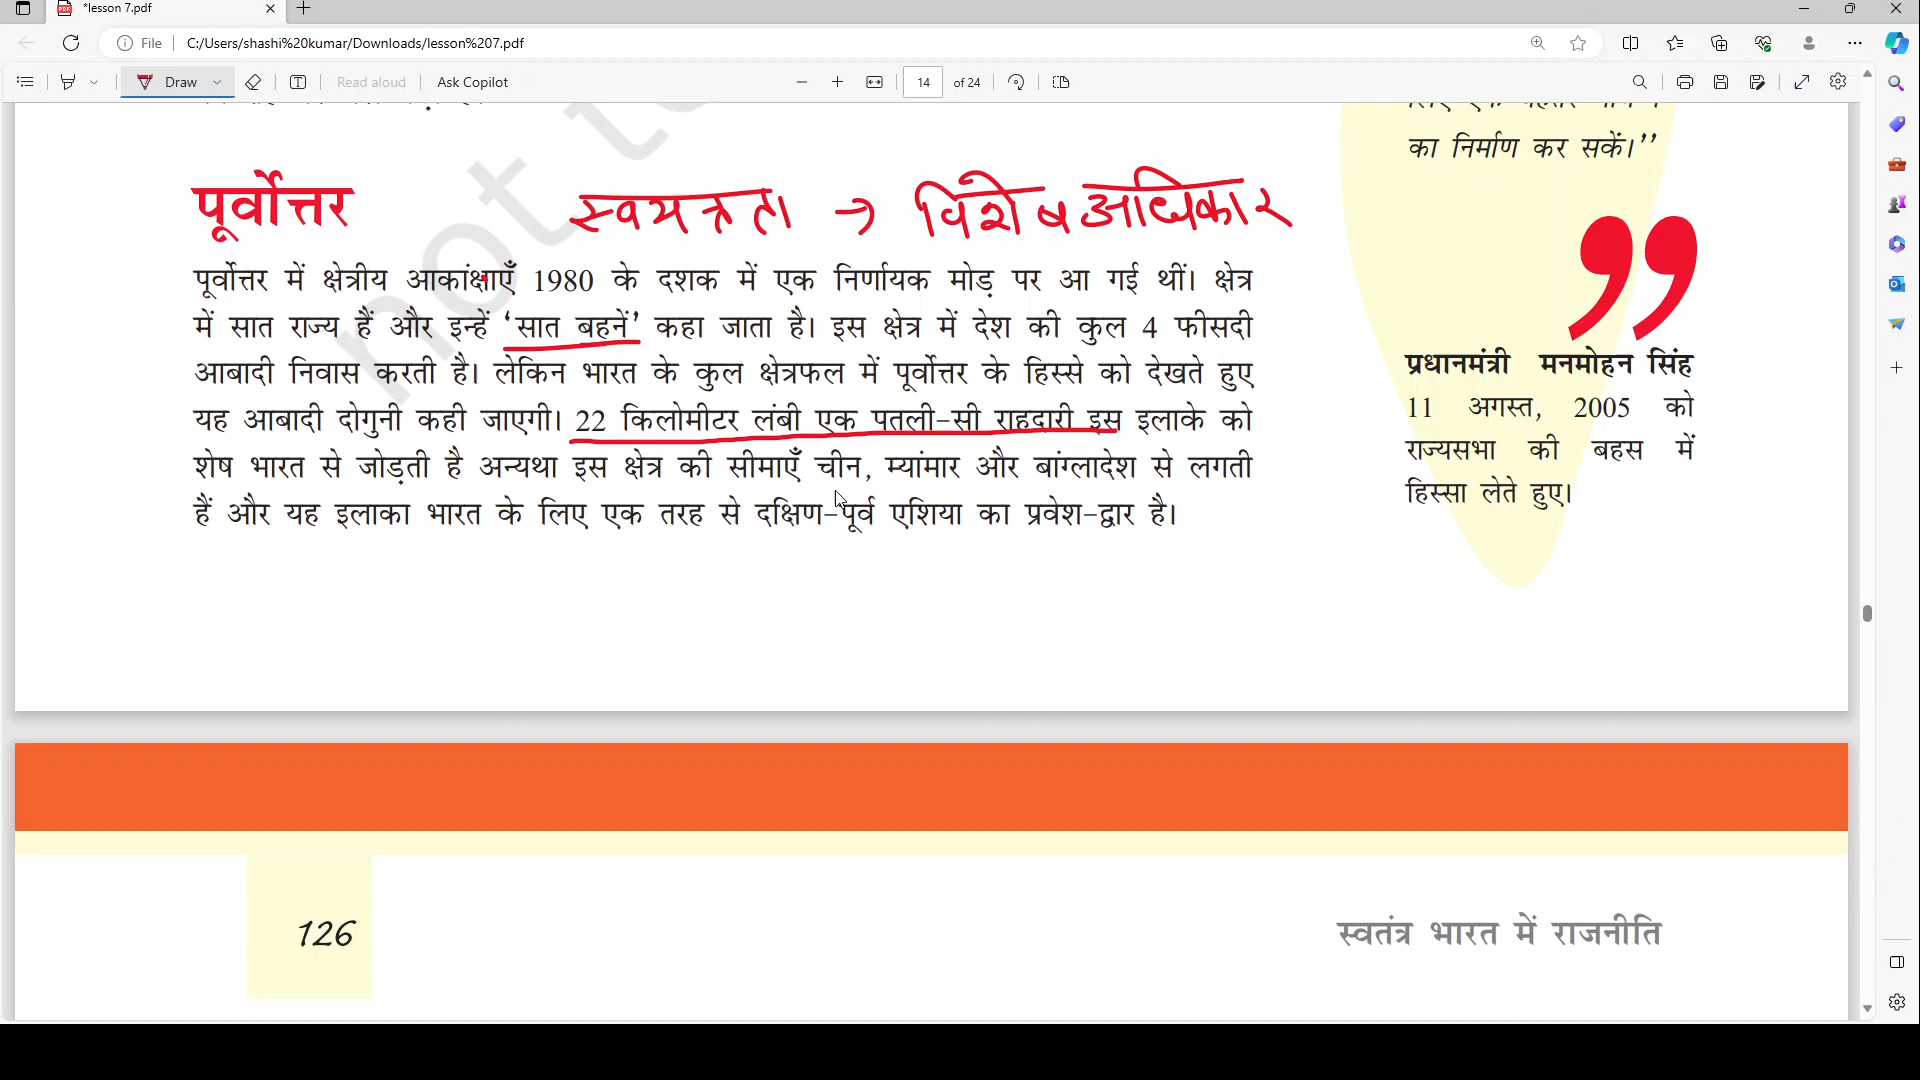 *lesson 7.pdf
File C:/Users/shashi%20kumar/Downloads/lesson%207.pdf
Draw Read aloud Ask Copilot 14 of 24
का निर्माण कर सकें।’’
not to
पूर्वोत्तर स्वयत्रता → विशेष अधिकार
पूर्वोत्तर में क्षेत्रीय आकांक्षाएँ 1980 के दशक में एक निर्णायक मोड़ पर आ गई थीं। क्षेत्र
में सात राज्य हैं और इन्हें ‘सात बहनें’ कहा जाता है। इस क्षेत्र में देश की कुल 4 फीसदी
आबादी निवास करती है। लेकिन भारत के कुल क्षेत्रफल में पूर्वोत्तर के हिस्से को देखते हुए
यह आबादी दोगुनी कही जाएगी। 22 किलोमीटर लंबी एक पतली-सी राहदारी इस इलाके को
शेष भारत से जोड़ती है अन्यथा इस क्षेत्र की सीमाएँ चीन, म्यांमार और बांग्लादेश से लगती
हैं और यह इलाका भारत के लिए एक तरह से दक्षिण-पूर्व एशिया का प्रवेश-द्वार है।
”
प्रधानमंत्री मनमोहन सिंह
11 अगस्त, 2005 को
राज्यसभा की बहस में
हिस्सा लेते हुए।
126
स्वतंत्र भारत में राजनीति